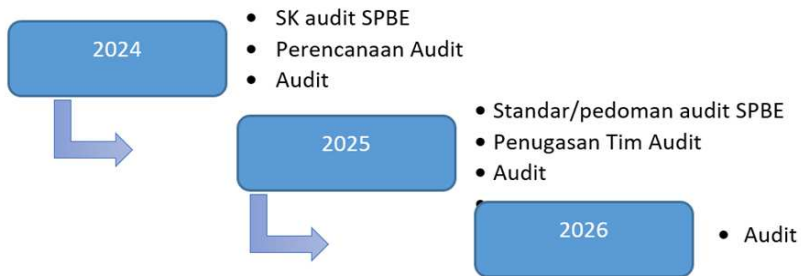 2024
• SK audit SPBE
• Perencanaan Audit
• Audit
2025
• Standar/pedoman audit SPBE
• Penugasan Tim Audit
• Audit
2026
• Audit